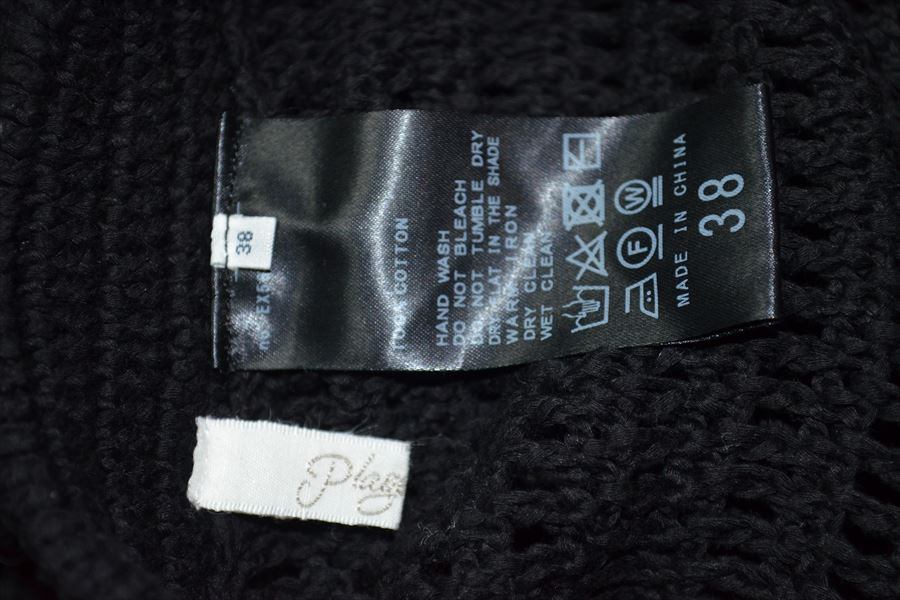 38
100% COTTON
HAND WASH
DO NOT BLEACH
DO NOT TUMBLE DRY
DRY FLAT IN THE SHADE
WARM IRON
DRY CLEAN
WET CLEAN
F W
MADE IN CHINA
38